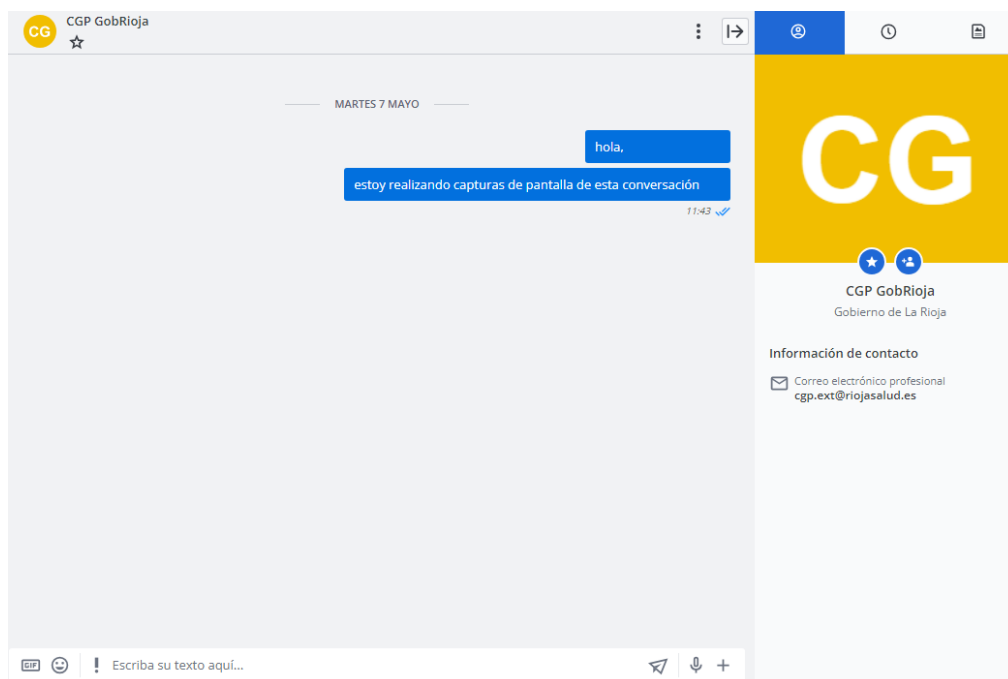 CG
CGP GobRioja
MARTES 7 MAYO
hola,
estoy realizando capturas de pantalla de esta conversación
11:43
GIF
Escriba su texto aquí...
CG
CGP GobRioja
Gobierno de La Rioja
Información de contacto
Correo electrónico profesional
cgp.ext@riojasalud.es